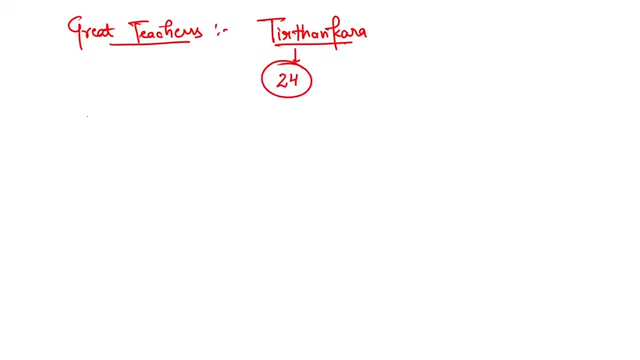 Great Teachers :- Tirthankara
↓
24